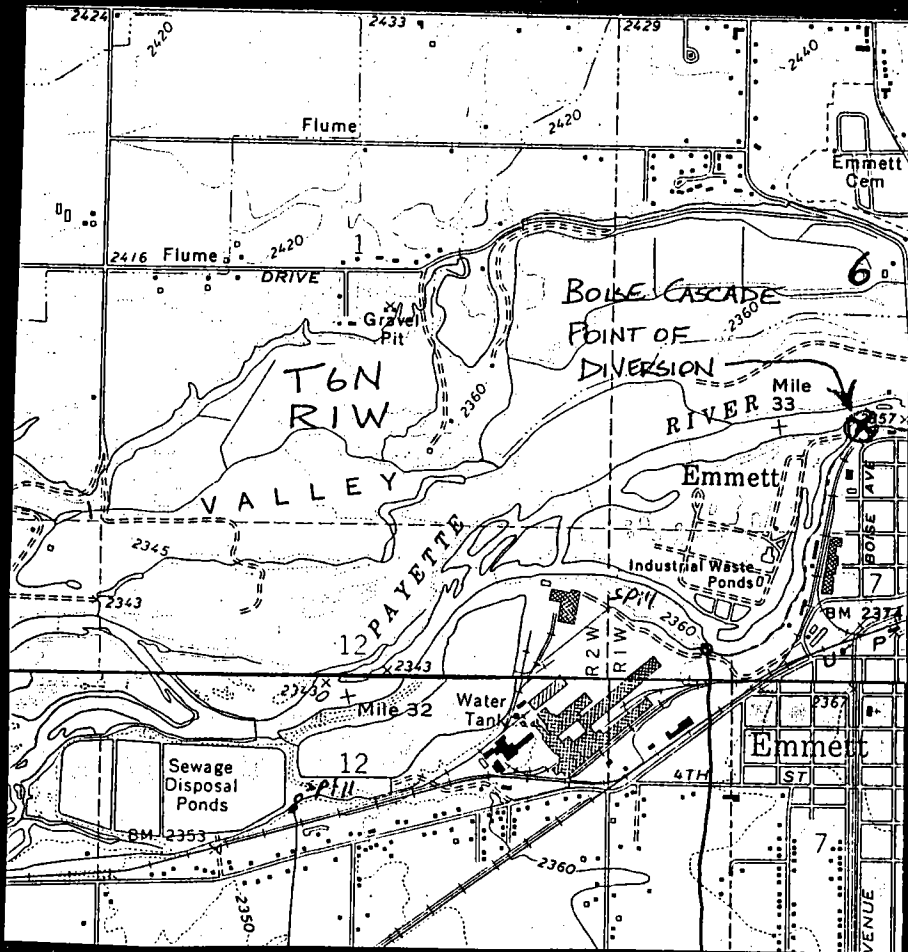 2424
2433
2429
2420
2440
Flume
2420
Emmett
Cem
2416 Flume
2420
1
DRIVE
6
BOISE CASCADE
POINT OF
DIVERSION
2360
Gravel
Pit
T6N
R1W
2360
Mile
33
RIVER
VALLEY
Emmett
BOISE AVE
2345
PAYETTE
Industrial Waste
Ponds
7
2343
spill
2360
BM 2374
12
R2W
R1W
U P
2343
2343
Mile 32
Water
Tank
2367
Emmett
12
Sewage
Disposal
Ponds
spill
4TH ST
BM 2353
7
2360
2350
AVENUE